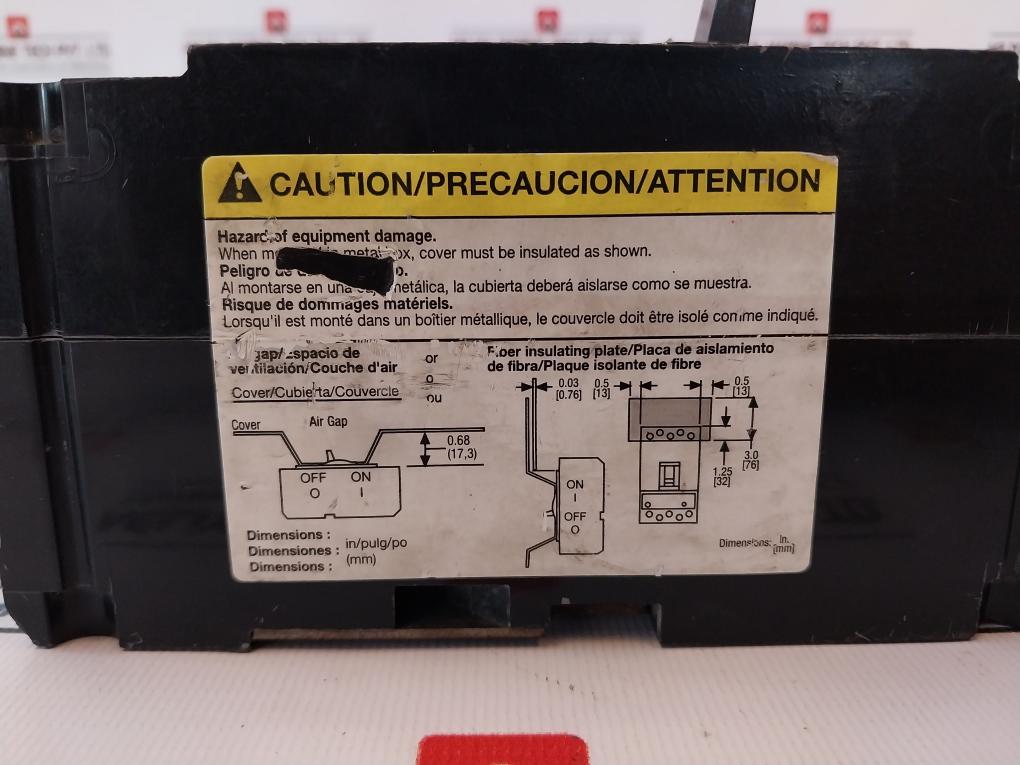 CAUTION/PRECAUCION/ATTENTION
Hazard of equipment damage.
When metal box, cover must be insulated as shown.
Peligro de
Al montarse en una metálica, la cubierta deberá aislarse como se muestra.
Risque de dommages matériels.
Lorsqu'il est monté dans un boîtier métallique, le couvercle doit être isolé comme indiqué.
gap/Espacio de
ventilación/Couche d'air
or
o
ou
Cover/Cubierta/Couvercle
Cover
Air Gap
0.68
(17,3)
OFF ON
O I
Dimensions :
Dimensiones :
Dimensions :
in/pulg/po
(mm)
Fiber insulating plate/Placa de aislamiento
de fibra/Plaque isolante de fibre
0.03
[0.76]
0.5
[13]
0.5
[13]
1.25
[32]
3.0
[76]
ON
I
OFF
O
Dimensions: in.
[mm]